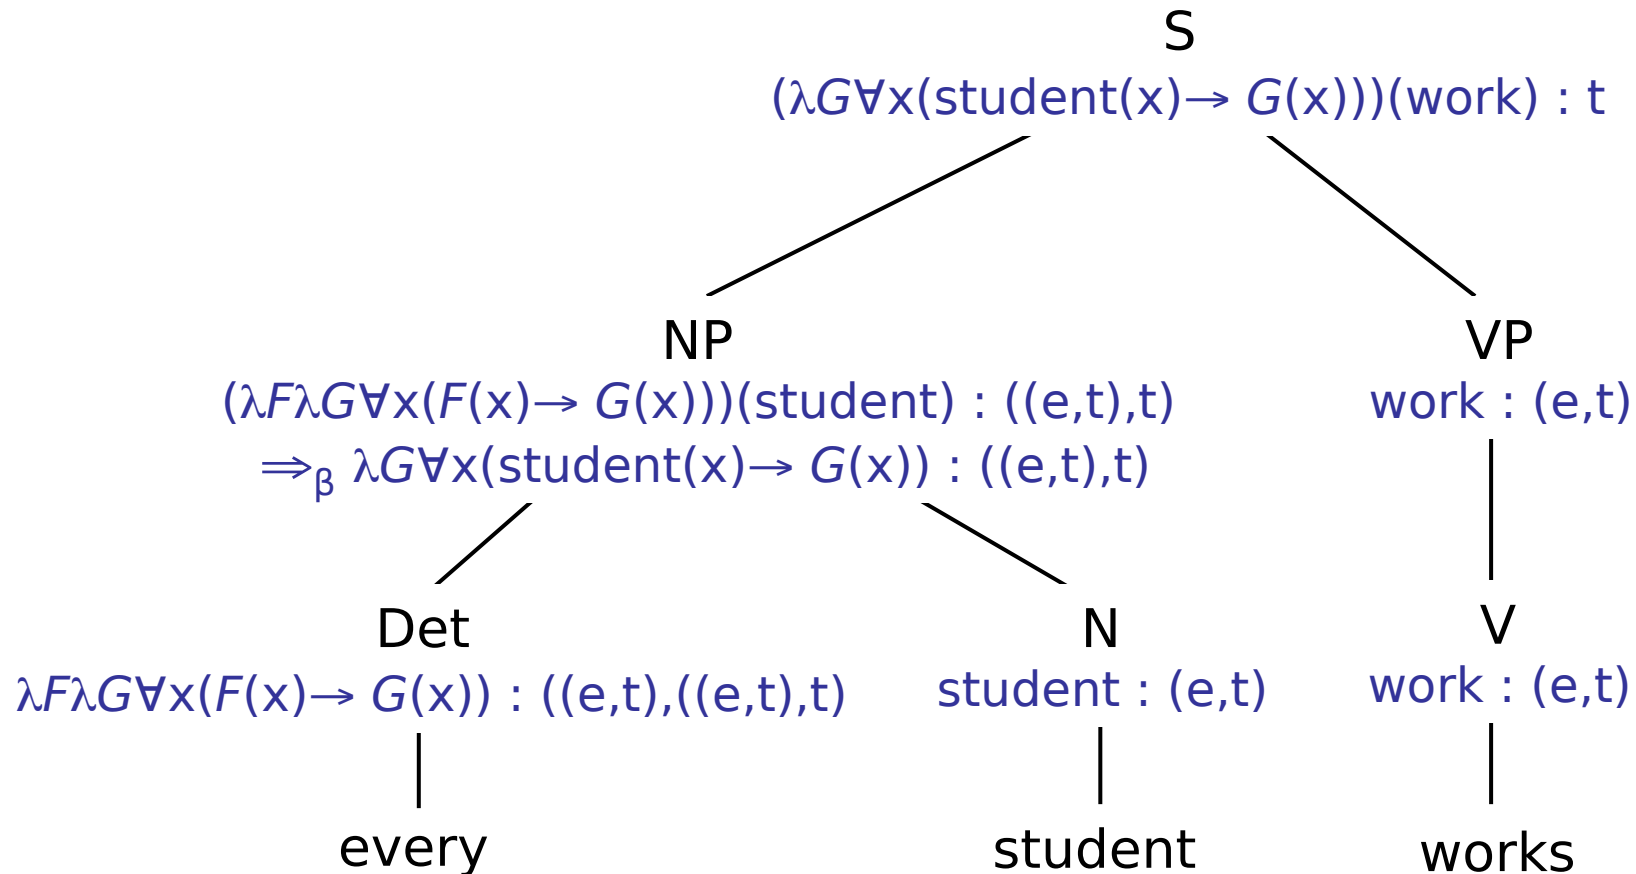 S
(λG∀x(student(x)→ G(x)))(work) : t
NP
VP
(λFλG∀x(F(x)→ G(x)))(student) : ((e,t),t)
work : (e,t)
⇒β λG∀x(student(x)→ G(x)) : ((e,t),t)
Det
N
V
λFλG∀x(F(x)→ G(x)) : ((e,t),((e,t),t)
student : (e,t)
work : (e,t)
every
student
works